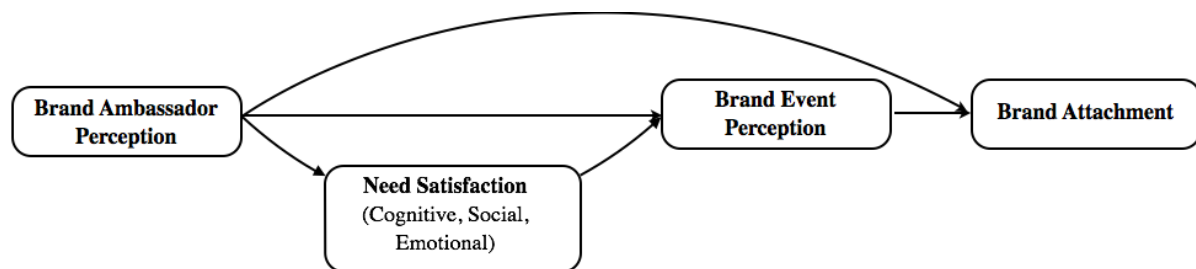 Brand Ambassador
Perception
Need Satisfaction
(Cognitive, Social,
Emotional)
Brand Event
Perception
Brand Attachment